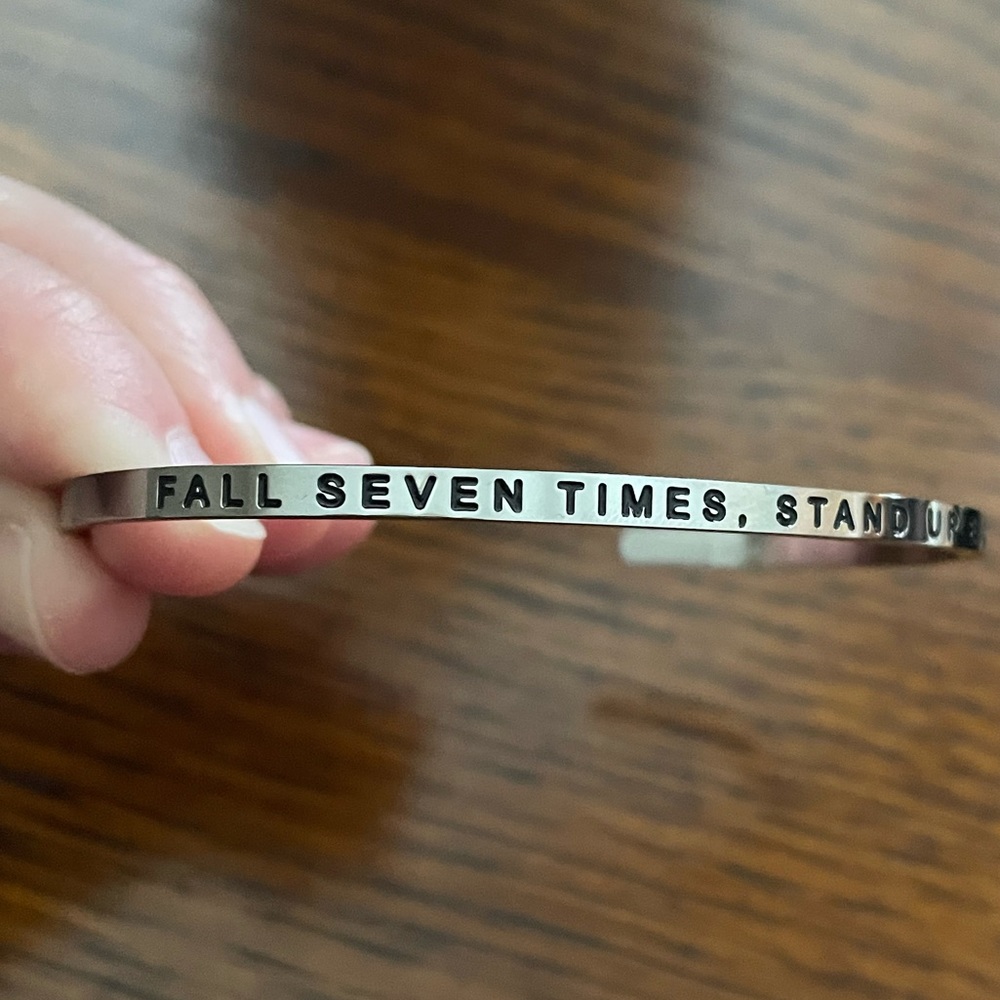 FALL SEVEN TIMES, STAND UP